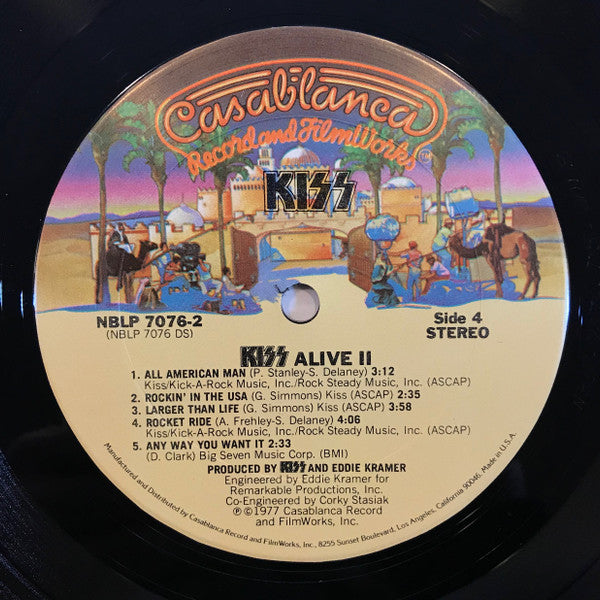 Casablanca
Record and FilmWorks
TM
KISS
NBLP 7076-2
(NBLP 7076 DS)
Side 4
STEREO
KISS ALIVE II
1. ALL AMERICAN MAN (P. Stanley-S. Delaney) 3:12
Kiss/Kick-A-Rock Music, Inc./Rock Steady Music, Inc. (ASCAP)
2. ROCKIN' IN THE USA (G. Simmons) Kiss (ASCAP) 2:35
3. LARGER THAN LIFE (G. Simmons) Kiss (ASCAP) 3:58
4. ROCKET RIDE (A. Frehley-S. Delaney) 4:06
Kiss/Kick-A-Rock Music, Inc./Rock Steady Music, Inc. (ASCAP)
5. ANY WAY YOU WANT IT 2:33
(D. Clark) Big Seven Music Corp. (BMI)
PRODUCED BY KISS AND EDDIE KRAMER
Engineered by Eddie Kramer for
Remarkable Productions, Inc.
Co-Engineered by Corky Stasiak
℗©1977 Casablanca Record
and FilmWorks, Inc.
Manufactured and Distributed by Casablanca Record and FilmWorks, Inc., 8255 Sunset Boulevard, Los Angeles, California 90046. Made in U.S.A.